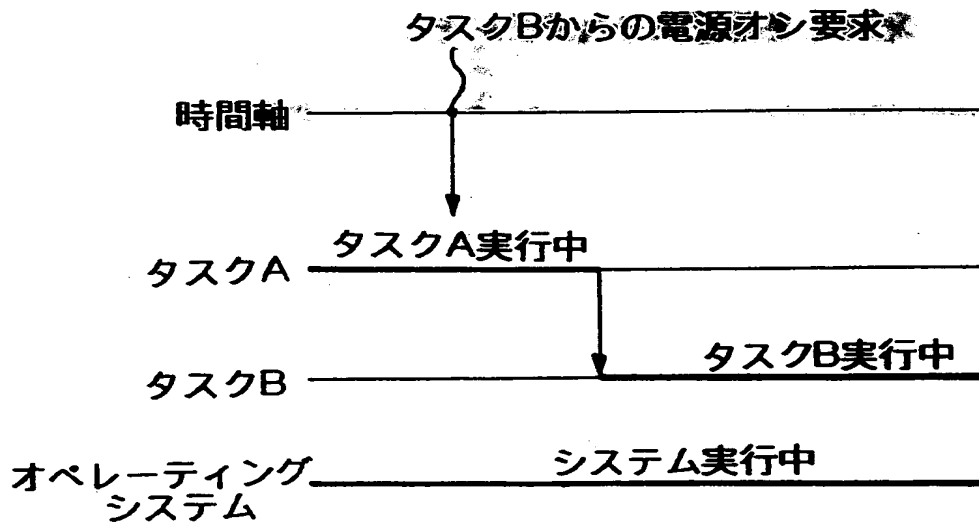 タスクBからの電源オン要求
時間軸
タスクA実行中
タスクA
タスクB実行中
タスクB
システム実行中
オペレーティング
システム